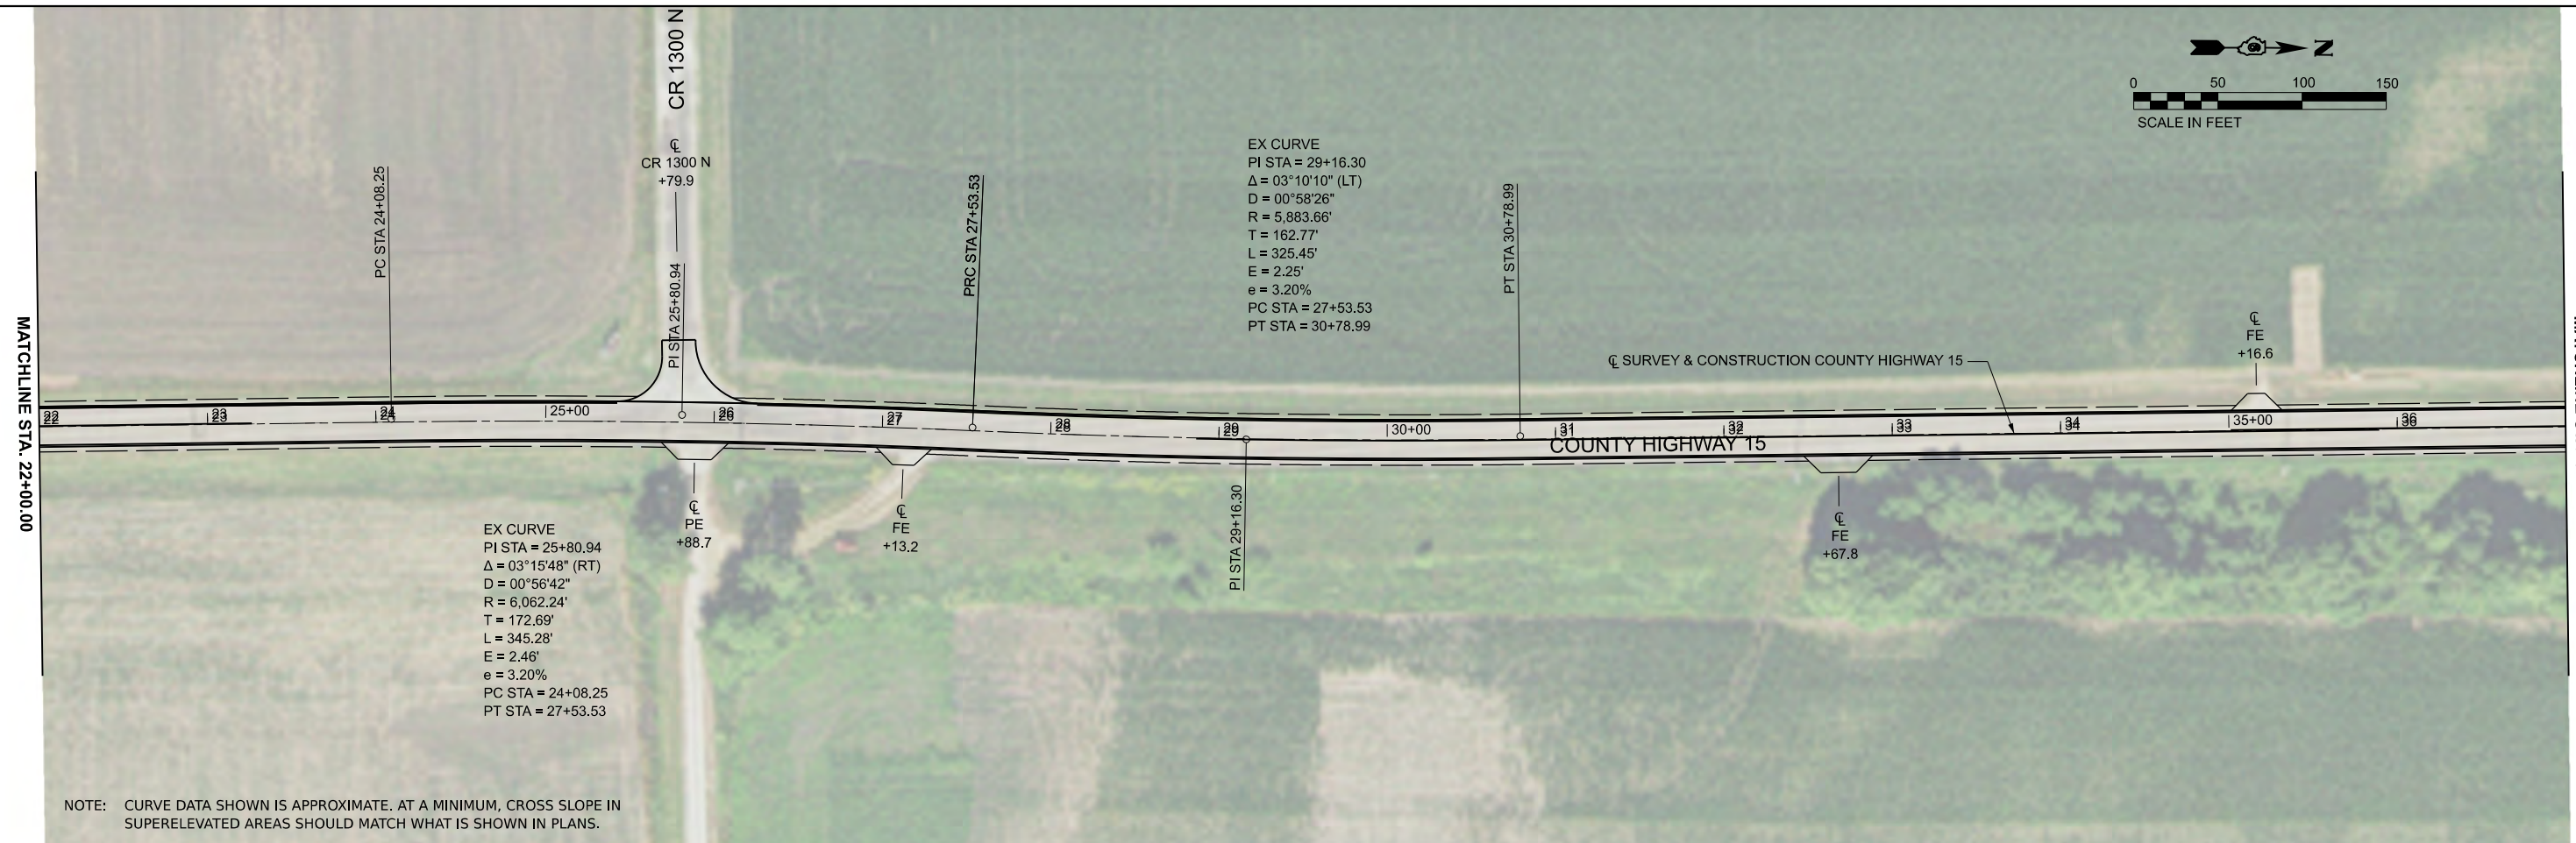 CR 1300 N
N
0 50 100 150
SCALE IN FEET
℄
CR 1300 N
+79.9
PC STA 24+08.25
PI STA 25+80.94
PRC STA 27+53.53
EX CURVE
PI STA = 29+16.30
Δ = 03°10'10" (LT)
D = 00°58'26"
R = 5,883.66'
T = 162.77'
L = 325.45'
E = 2.25'
e = 3.20%
PC STA = 27+53.53
PT STA = 30+78.99
PT STA 30+78.99
℄ SURVEY & CONSTRUCTION COUNTY HIGHWAY 15
℄
FE
+16.6
MATCHLINE STA. 22+00.00
22 23 24 25+00 26 27 28 29 30+00 31 32 33 34 35+00 36
COUNTY HIGHWAY 15
℄
PE
+88.7
℄
FE
+13.2
PI STA 29+16.30
℄
FE
+67.8
EX CURVE
PI STA = 25+80.94
Δ = 03°15'48" (RT)
D = 00°56'42"
R = 6,062.24'
T = 172.69'
L = 345.28'
E = 2.46'
e = 3.20%
PC STA = 24+08.25
PT STA = 27+53.53
NOTE: CURVE DATA SHOWN IS APPROXIMATE. AT A MINIMUM, CROSS SLOPE IN
SUPERELEVATED AREAS SHOULD MATCH WHAT IS SHOWN IN PLANS.